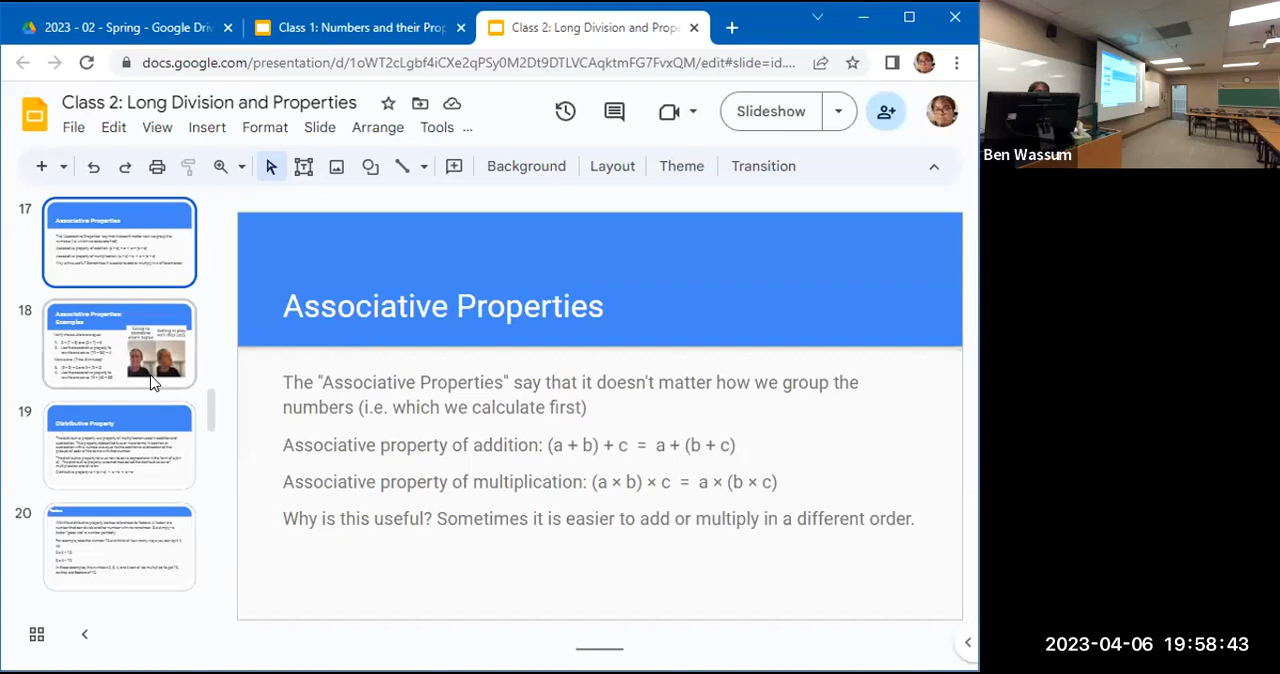 2023 - 02 - Spring - Google Driv
Class 1: Numbers and their Prop
Class 2: Long Division and Prope
docs.google.com/presentation/d/1oWT2cLgbf4iCXe2qPSy0M2Dt9DTLVCAqktmFG7FvxQM/edit#slide=id....
Class 2: Long Division and Properties
File Edit View Insert Format Slide Arrange Tools ...
Slideshow
Background Layout Theme Transition
17
Associative Properties
18
Associative Properties:
Examples
19
Distributive Property
20
Associative Properties
The "Associative Properties" say that it doesn't matter how we group the
numbers (i.e. which we calculate first)
Associative property of addition: (a + b) + c = a + (b + c)
Associative property of multiplication: (a × b) × c = a × (b × c)
Why is this useful? Sometimes it is easier to add or multiply in a different order.
Ben Wassum
2023-04-06 19:58:43